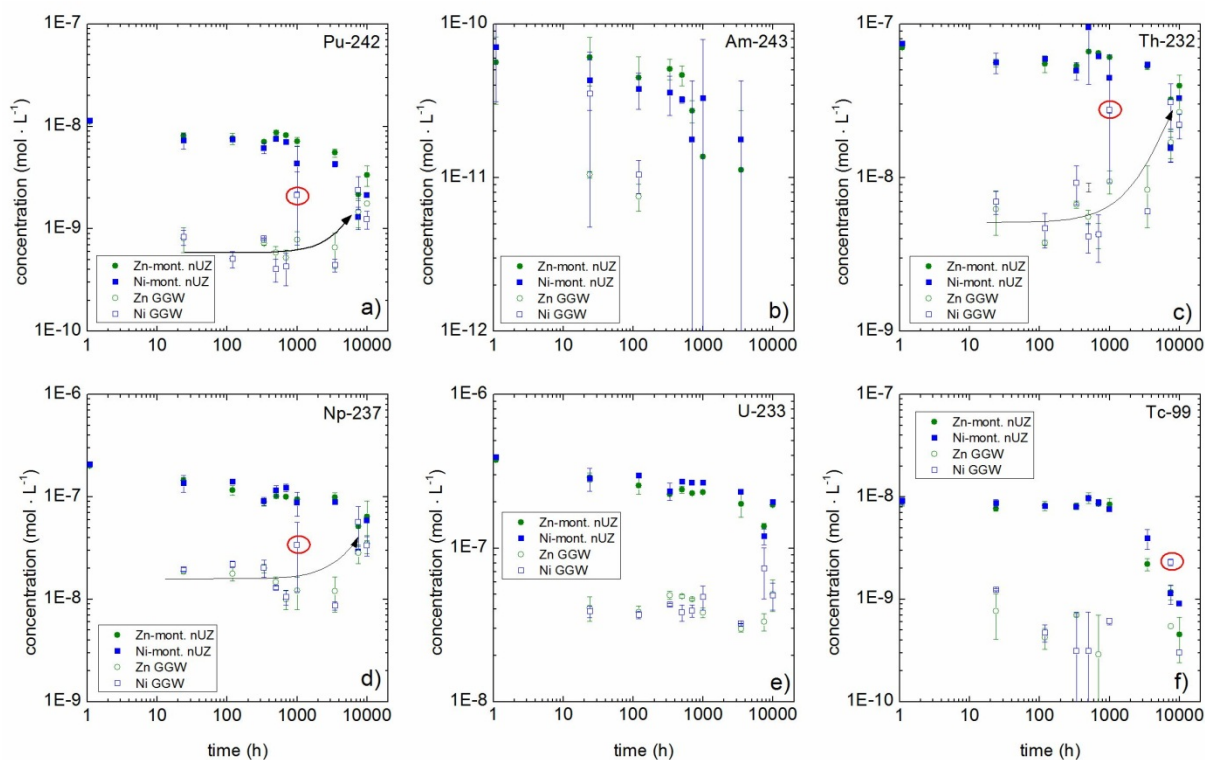 1E-7
1E-8
1E-9
1E-10
concentration (mol · L⁻¹)
Pu-242
Zn-mont. nUZ
Ni-mont. nUZ
Zn GGW
Ni GGW
a)
1 10 100 1000 10000
1E-10
1E-11
1E-12
concentration (mol · L⁻¹)
Am-243
Zn-mont. nUZ
Ni-mont. nUZ
Zn GGW
Ni GGW
b)
1 10 100 1000 10000
1E-7
1E-8
1E-9
concentration (mol · L⁻¹)
Th-232
Zn-mont. nUZ
Ni-mont. nUZ
Zn GGW
Ni GGW
c)
1 10 100 1000 10000
1E-6
1E-7
1E-8
1E-9
concentration (mol · L⁻¹)
Np-237
Zn-mont. nUZ
Ni-mont. nUZ
Zn GGW
Ni GGW
d)
1 10 100 1000 10000
time (h)
1E-6
1E-7
1E-8
concentration (mol · L⁻¹)
U-233
Zn-mont. nUZ
Ni-mont. nUZ
Zn GGW
Ni GGW
e)
1 10 100 1000 10000
time (h)
1E-7
1E-8
1E-9
1E-10
concentration (mol · L⁻¹)
Tc-99
Zn-mont. nUZ
Ni-mont. nUZ
Zn GGW
Ni GGW
f)
1 10 100 1000 10000
time (h)